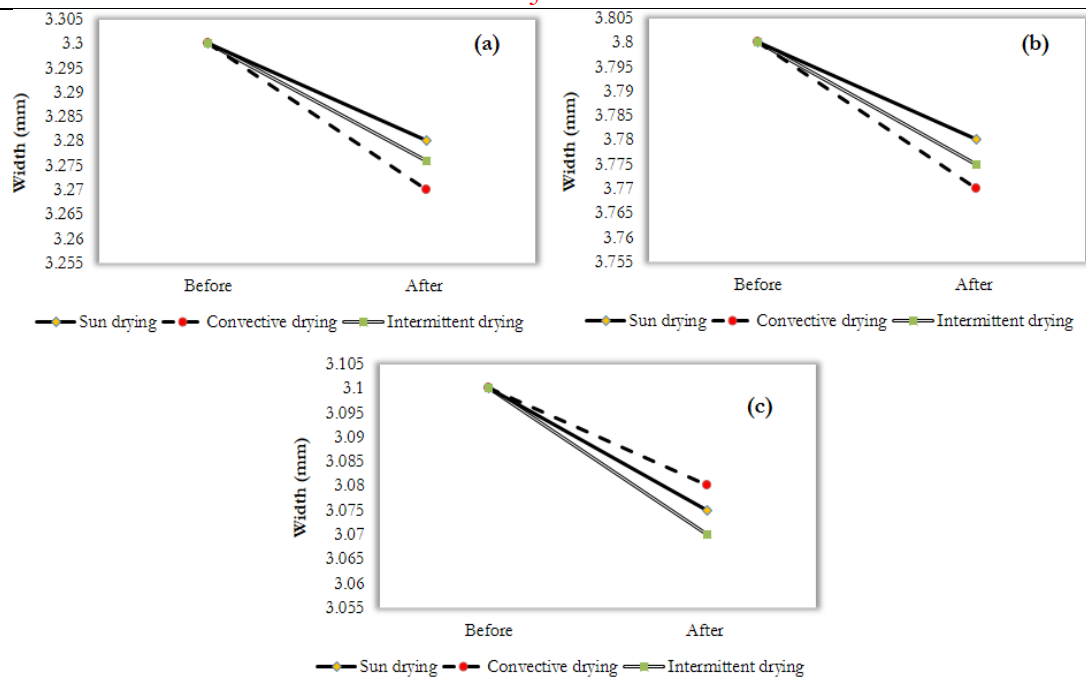 (a)
Width (mm)
3.305
3.3
3.295
3.29
3.285
3.28
3.275
3.27
3.265
3.26
3.255
Before After
Sun drying Convective drying Intermittent drying
(b)
Width (mm)
3.805
3.8
3.795
3.79
3.785
3.78
3.775
3.77
3.765
3.76
3.755
Before After
Sun drying Convective drying Intermittent drying
(c)
Width (mm)
3.105
3.1
3.095
3.09
3.085
3.08
3.075
3.07
3.065
3.06
3.055
Before After
Sun drying Convective drying Intermittent drying